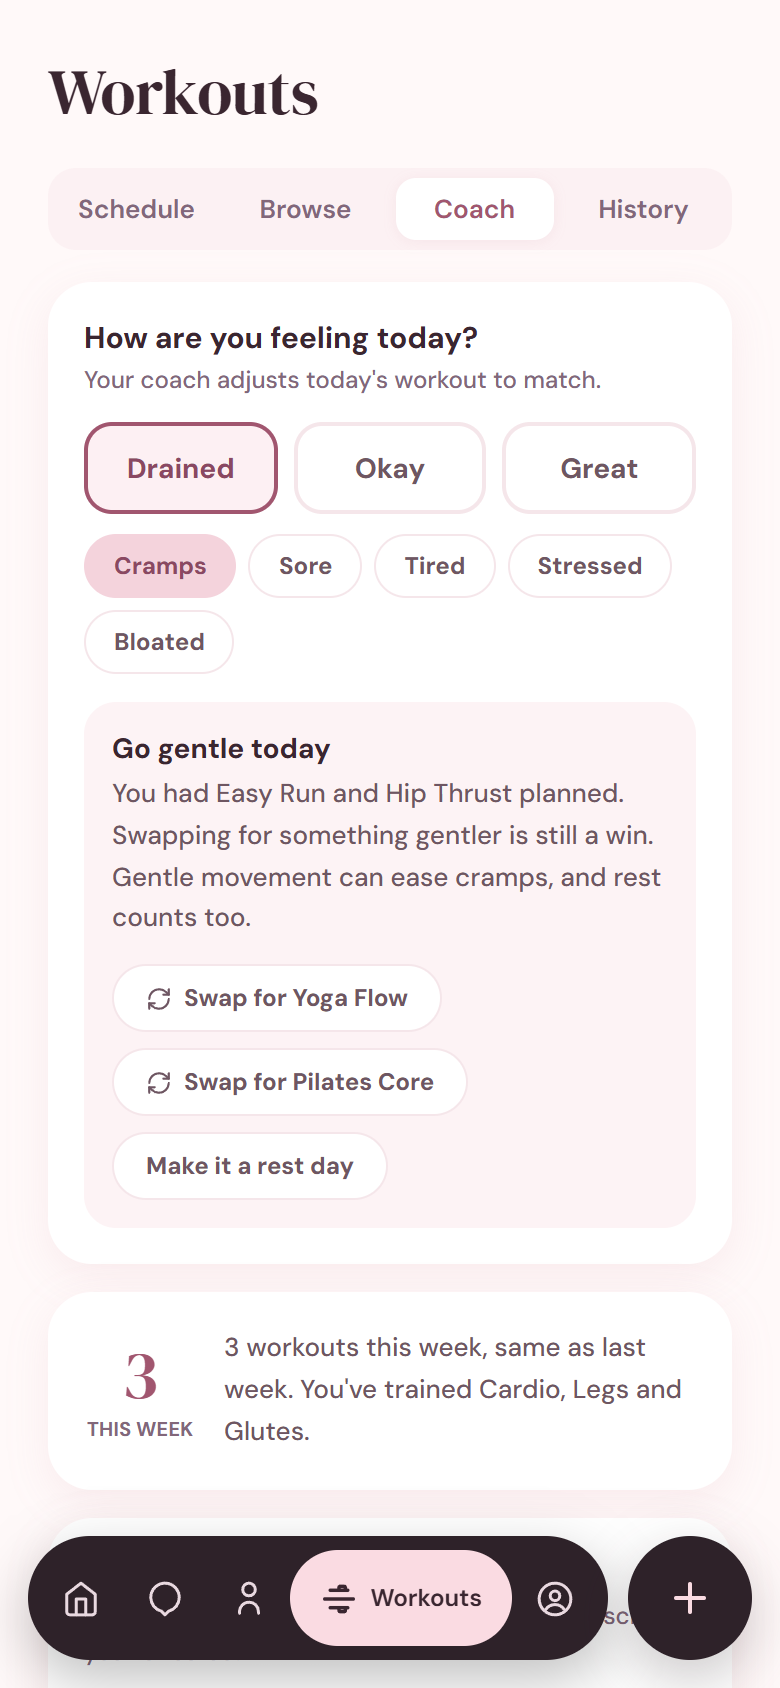 Workouts
Schedule Browse Coach History
How are you feeling today?
Your coach adjusts today's workout to match.
Drained Okay Great
Cramps Sore Tired Stressed
Bloated
Go gentle today
You had Easy Run and Hip Thrust planned.
Swapping for something gentler is still a win.
Gentle movement can ease cramps, and rest
counts too.
Swap for Yoga Flow
Swap for Pilates Core
Make it a rest day
3
THIS WEEK
3 workouts this week, same as last
week. You've trained Cardio, Legs and
Glutes.
Workouts